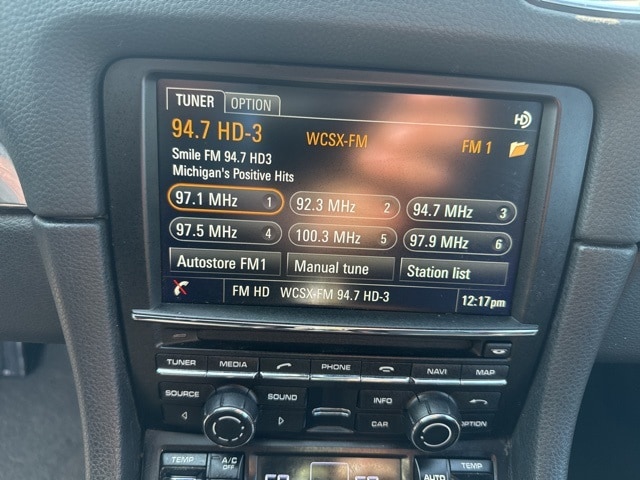 TUNER OPTION
HD
94.7 HD-3 WCSX-FM FM 1
Smile FM 94.7 HD3
Michigan's Positive Hits
97.1 MHz 1 92.3 MHz 2 94.7 MHz 3
97.5 MHz 4 100.3 MHz 5 97.9 MHz 6
Autostore FM1 Manual tune Station list
FM HD WCSX-FM 94.7 HD-3 12:17pm
TUNER MEDIA PHONE NAVI MAP
SOURCE SOUND INFO
CAR OPTION
TEMP A/C OFF AUTO TEMP